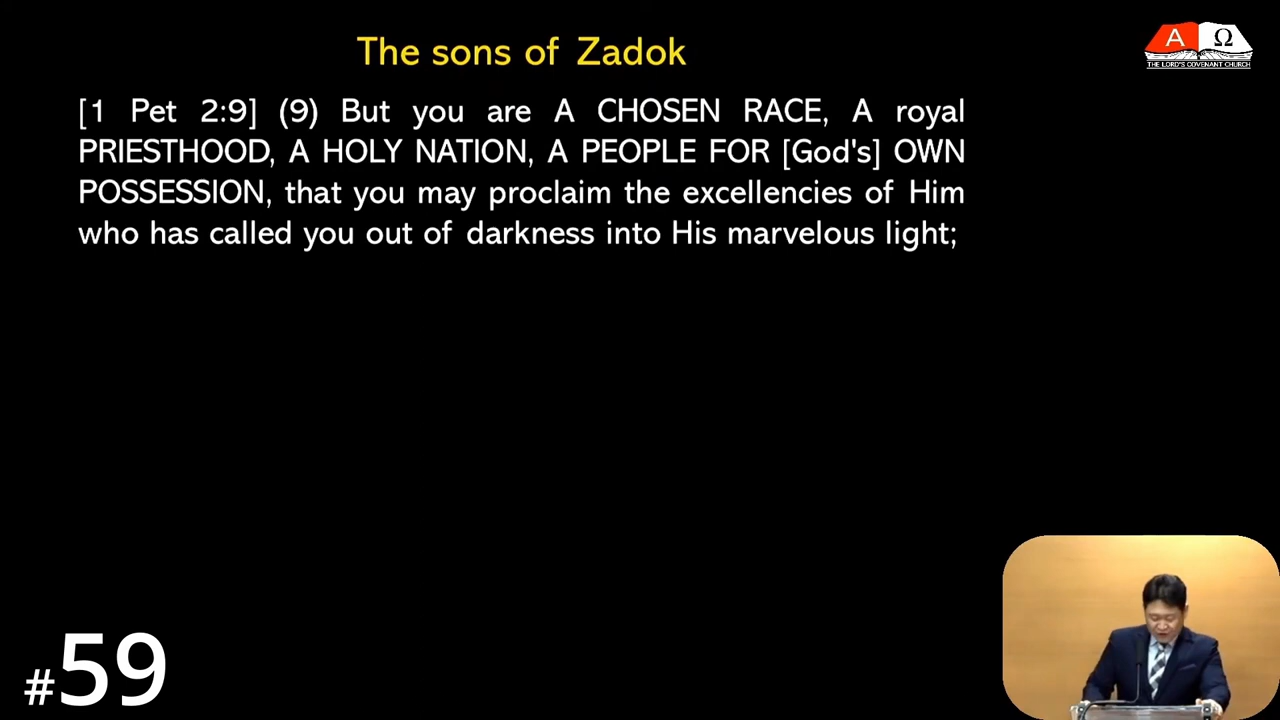 The sons of Zadok
A Ω
THE LORD'S COVENANT CHURCH
[1 Pet 2:9] (9) But you are A CHOSEN RACE, A royal
PRIESTHOOD, A HOLY NATION, A PEOPLE FOR [God's] OWN
POSSESSION, that you may proclaim the excellencies of Him
who has called you out of darkness into His marvelous light;
#59